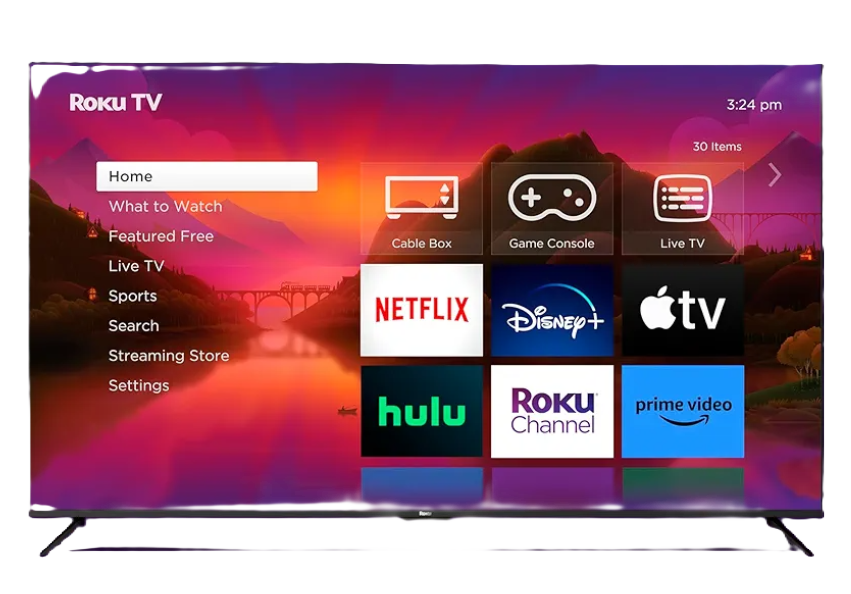 Roku TV
3:24 pm
30 Items
Home
What to Watch
Featured Free
Live TV
Sports
Search
Streaming Store
Settings
Cable Box
Game Console
Live TV
NETFLIX
Disney+
tv
hulu
Roku
Channel
prime video
Roku